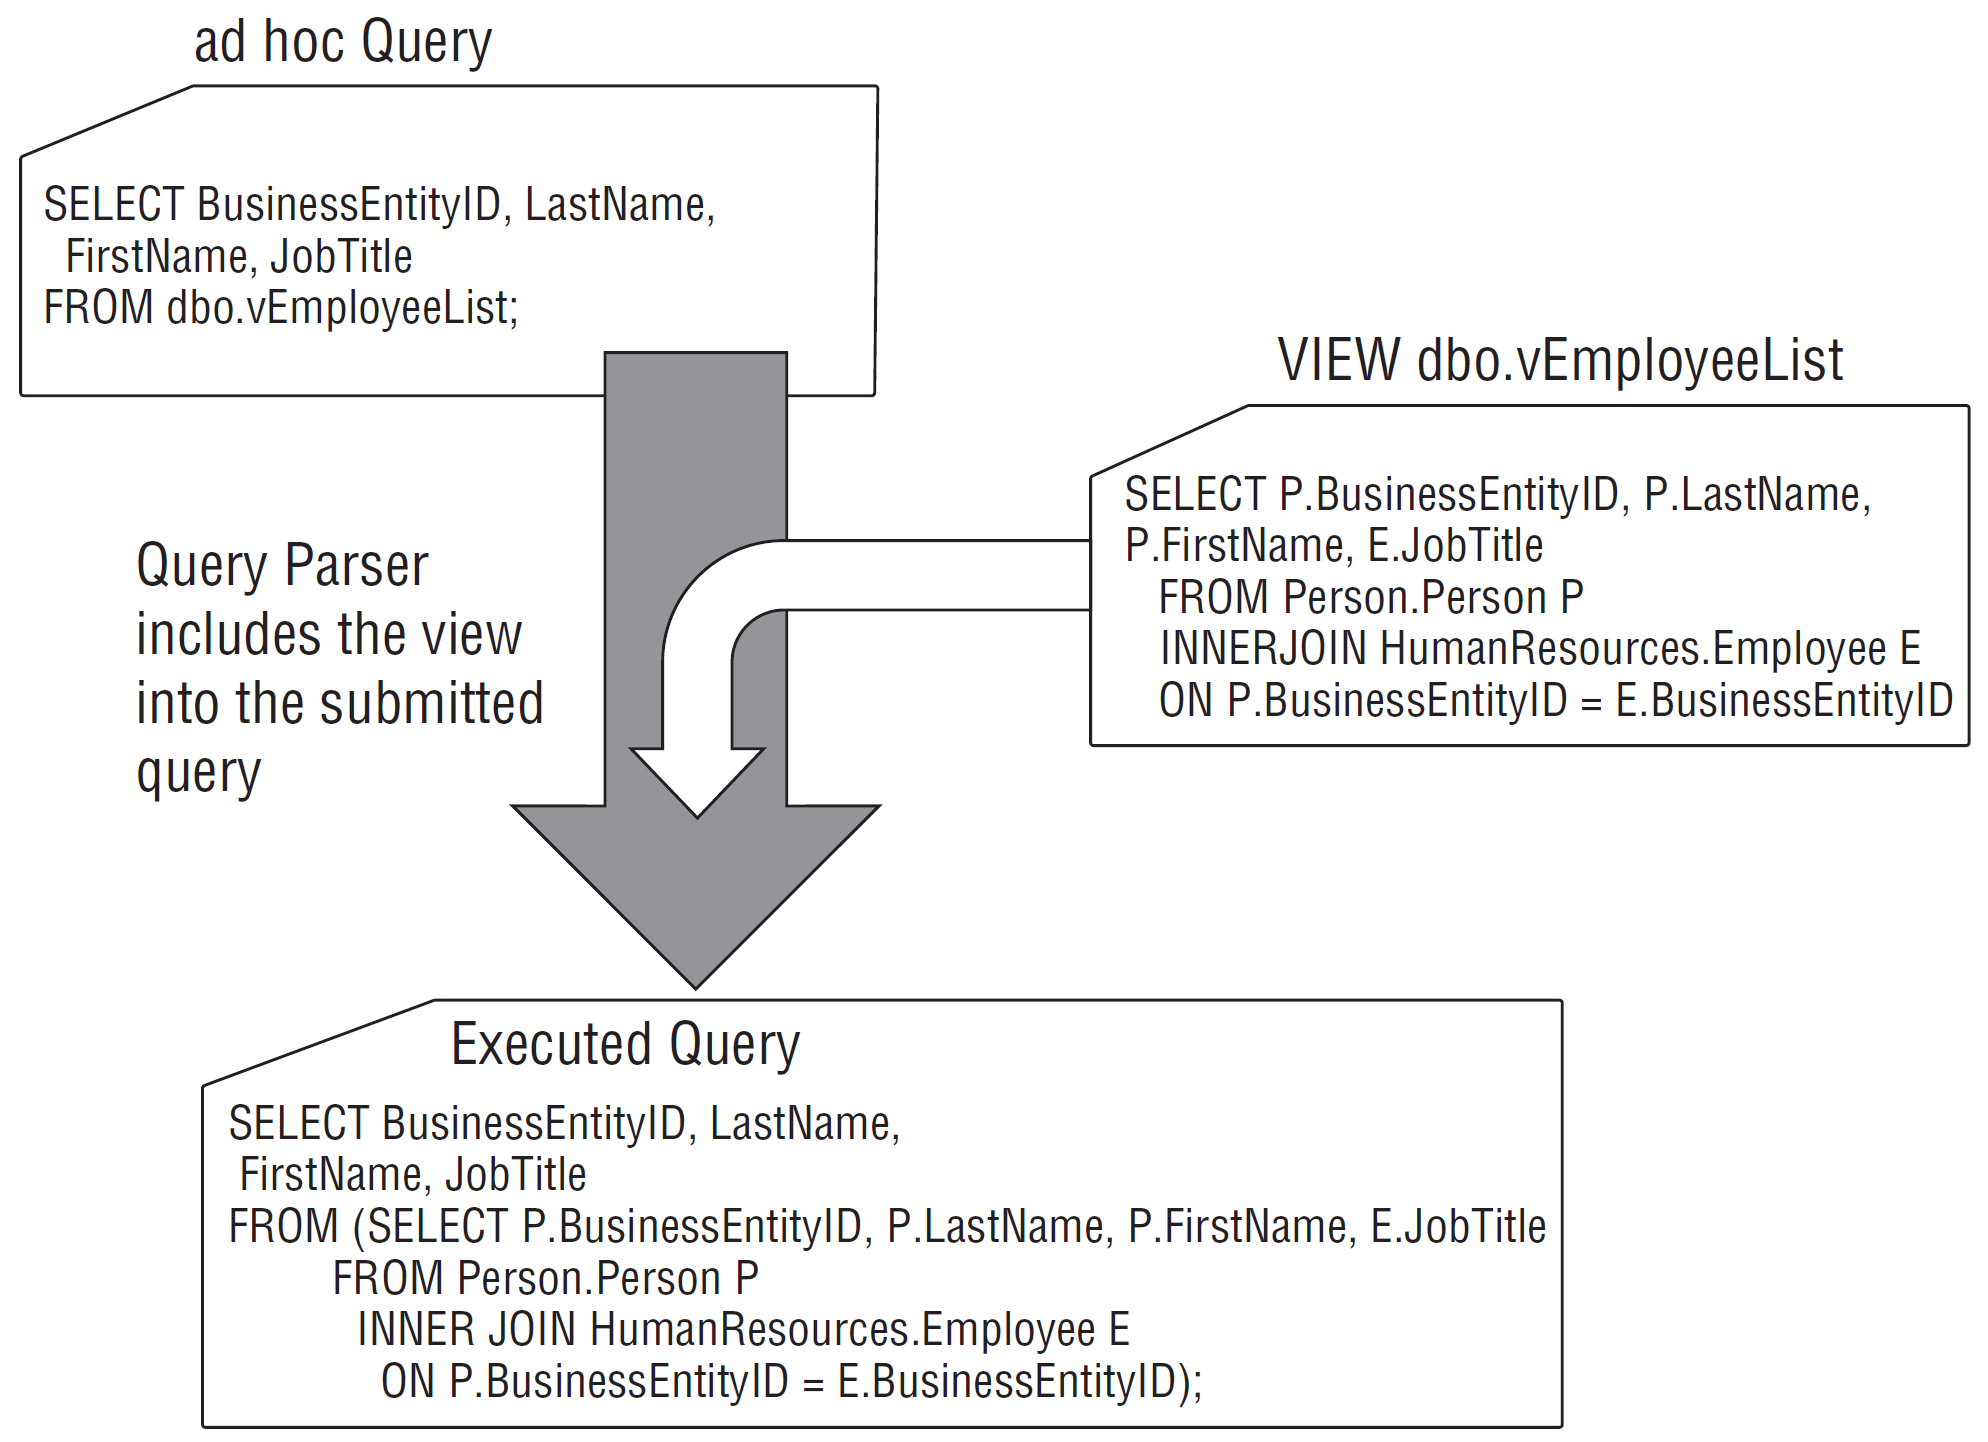 ad hoc Query
SELECT BusinessEntityID, LastName,
FirstName, JobTitle
FROM dbo.vEmployeeList;
VIEW dbo.vEmployeeList
SELECT P.BusinessEntityID, P.LastName,
P.FirstName, E.JobTitle
FROM Person.Person P
INNERJOIN HumanResources.Employee E
ON P.BusinessEntityID = E.BusinessEntityID
Query Parser
includes the view
into the submitted
query
Executed Query
SELECT BusinessEntityID, LastName,
FirstName, JobTitle
FROM (SELECT P.BusinessEntityID, P.LastName, P.FirstName, E.JobTitle
FROM Person.Person P
INNER JOIN HumanResources.Employee E
ON P.BusinessEntityID = E.BusinessEntityID);